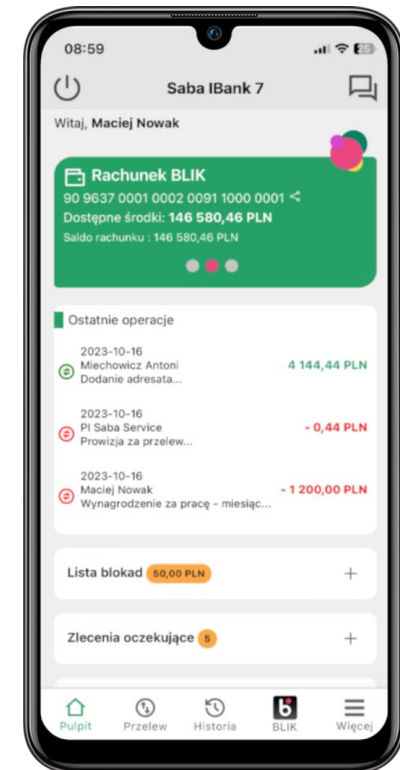 08:59
Saba IBank 7
Witaj, Maciej Nowak
Rachunek BLIK
90 9637 0001 0002 0091 1000 0001
Dostępne środki: 146 580,46 PLN
Saldo rachunku : 146 580,46 PLN
Ostatnie operacje
2023-10-16
Miechowicz Antoni 4 144,44 PLN
Dodanie adresata...
2023-10-16
PI Saba Service - 0,44 PLN
Prowizja za przelew...
2023-10-16
Maciej Nowak - 1 200,00 PLN
Wynagrodzenie za pracę - miesiąc...
Lista blokad 50,00 PLN +
Zlecenia oczekujące 5 +
Pulpit Przelew Historia BLIK Więcej